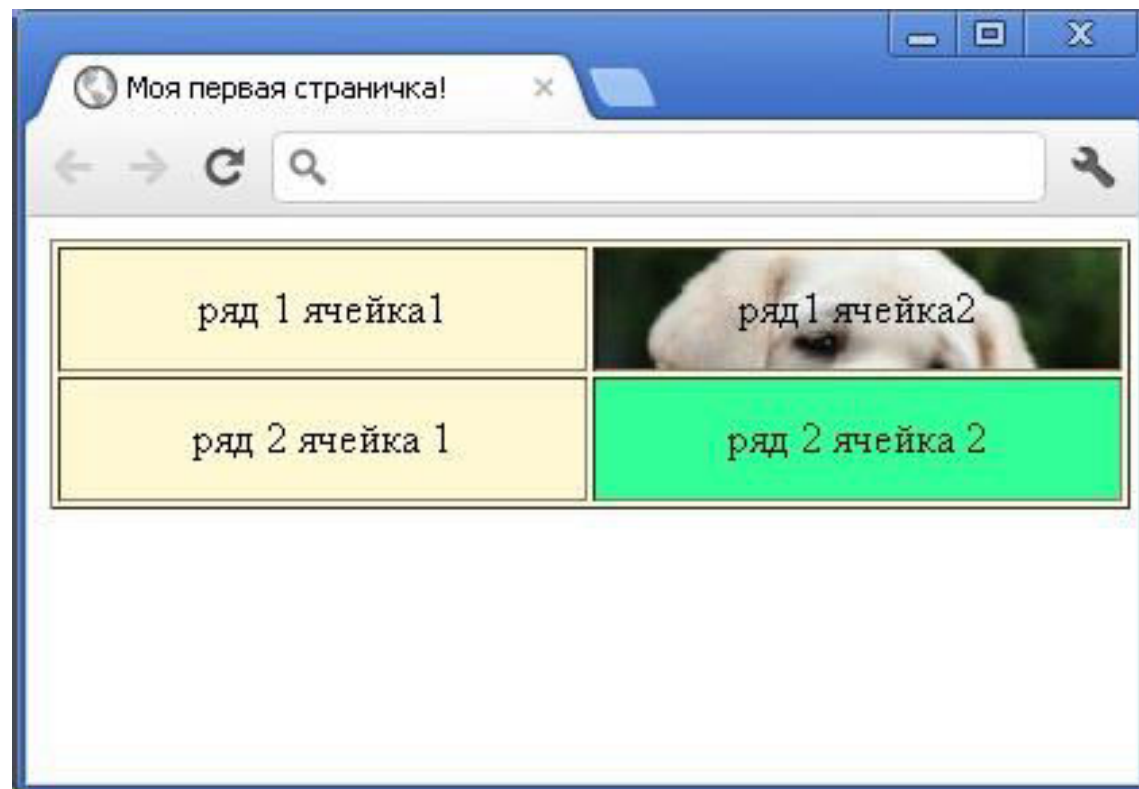 Моя первая страничка!
ряд 1 ячейка1
ряд1 ячейка2
ряд 2 ячейка 1
ряд 2 ячейка 2